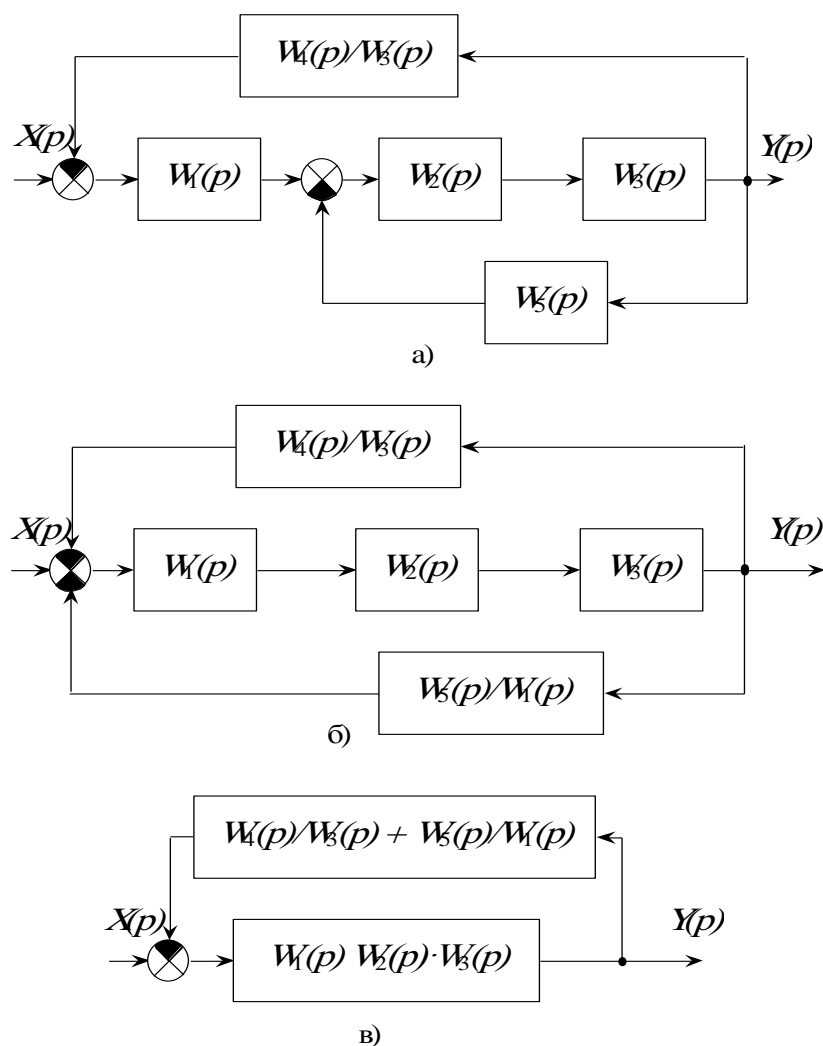 W₄(p)/W₃(p)
X(p) Y(p)
W₁(p) W₂(p) W₃(p)
W₅(p)
а)
W₄(p)/W₃(p)
X(p) Y(p)
W₁(p) W₂(p) W₃(p)
W₅(p)/W₁(p)
б)
W₄(p)/W₃(p) + W₅(p)/W₁(p)
X(p) Y(p)
W₁(p) W₂(p)·W₃(p)
в)